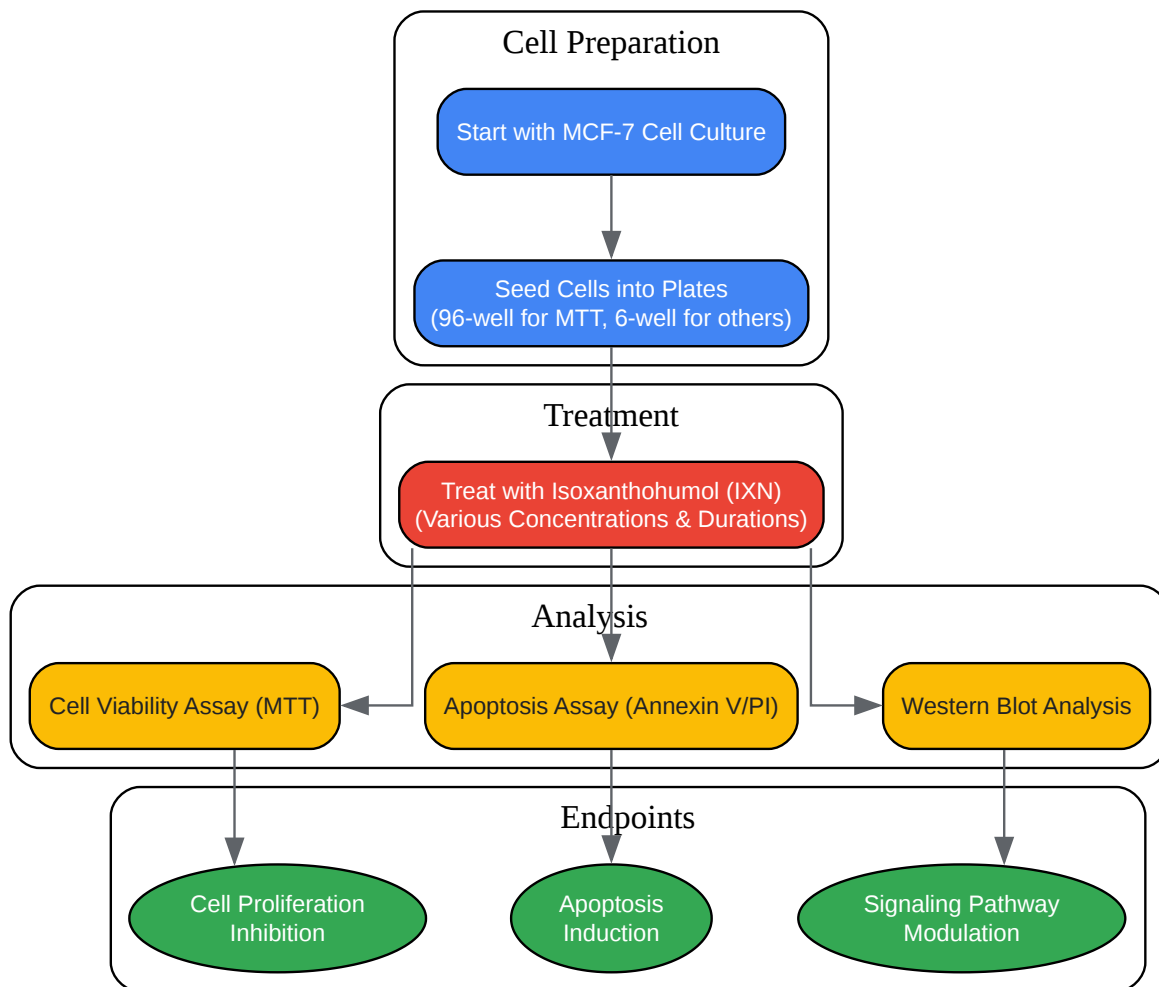 Cell Preparation
Start with MCF-7 Cell Culture
Seed Cells into Plates
(96-well for MTT, 6-well for others)
Treatment
Treat with Isoxanthohumol (IXN)
(Various Concentrations & Durations)
Analysis
Cell Viability Assay (MTT)
Apoptosis Assay (Annexin V/PI)
Western Blot Analysis
Endpoints
Cell Proliferation
Inhibition
Apoptosis
Induction
Signaling Pathway
Modulation